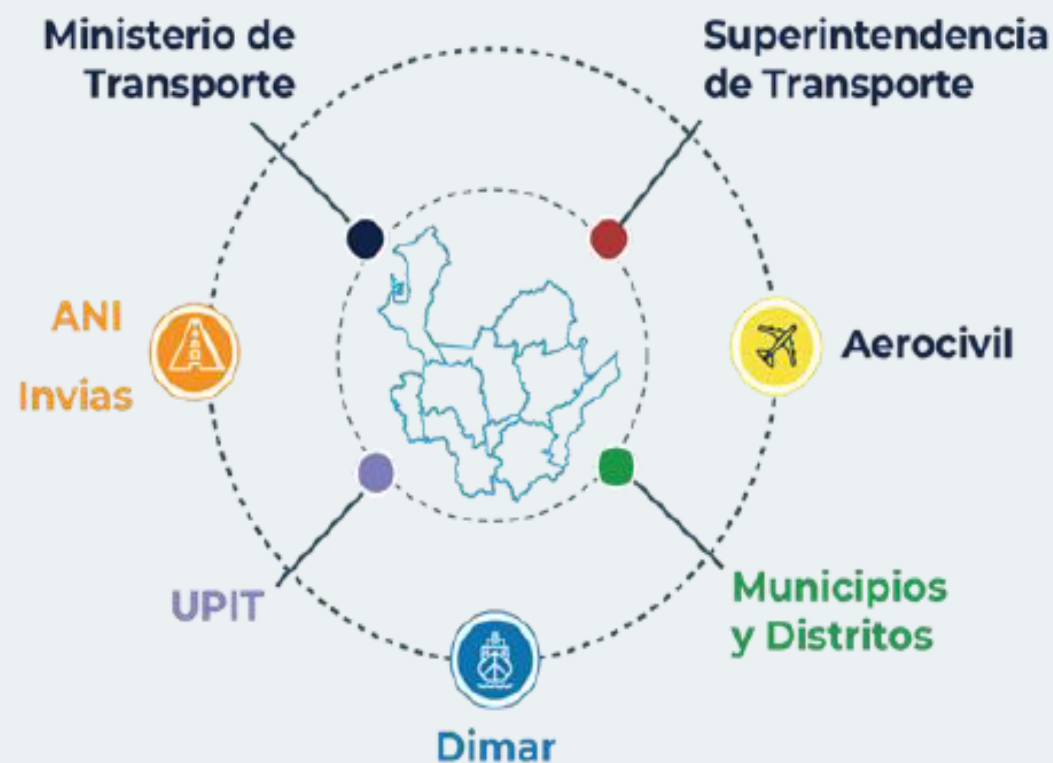 Ministerio de
Transporte
Superintendencia
de Transporte
ANI
Invias
Aerocivil
UPIT
Municipios
y Distritos
Dimar